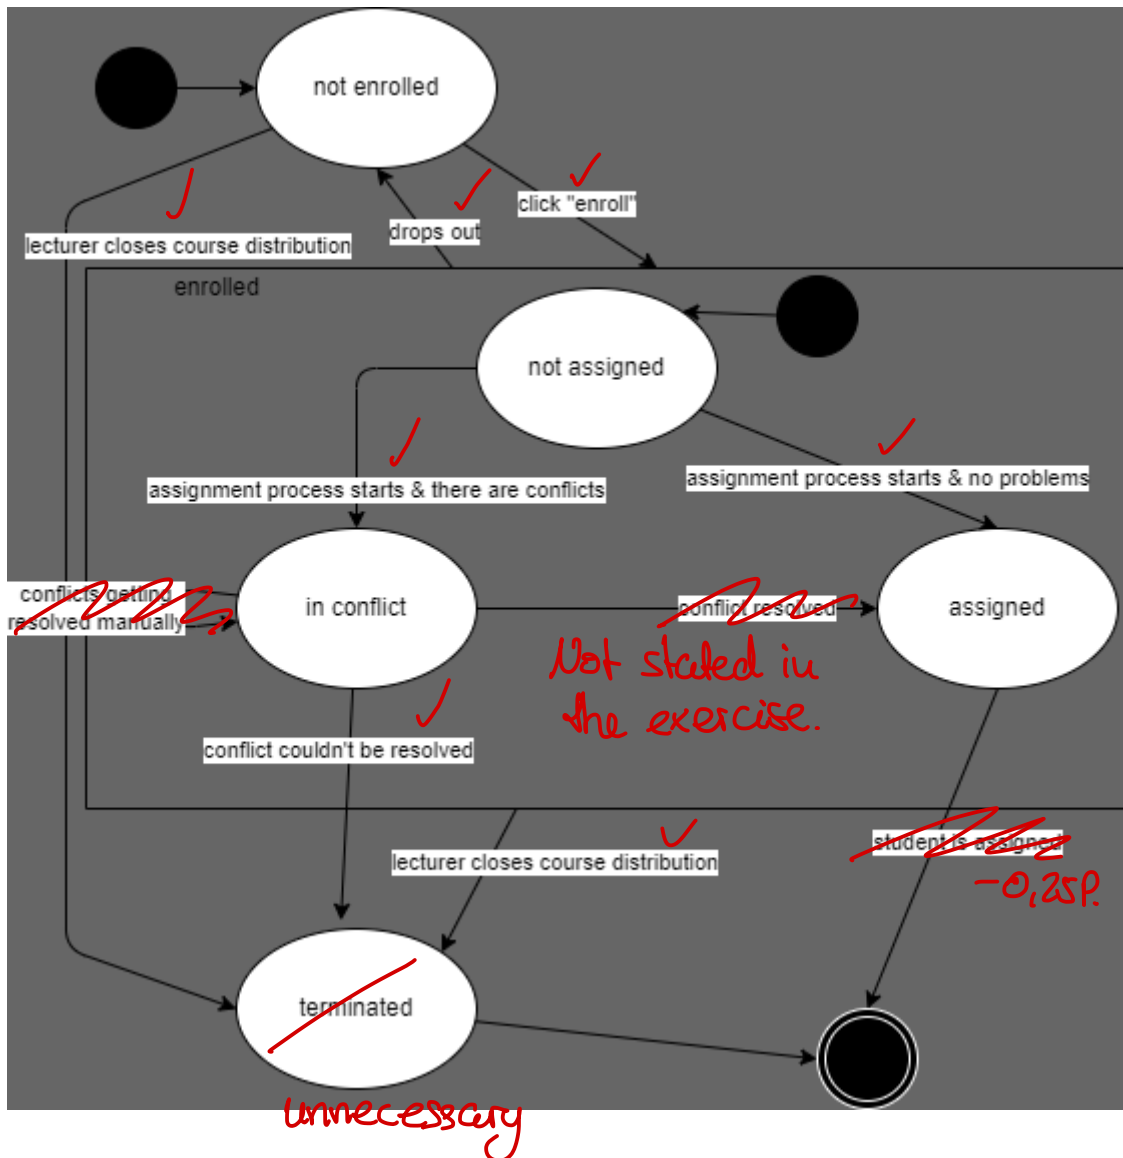 not enrolled
click "enroll"
drops out
lecturer closes course distribution
enrolled
not assigned
assignment process starts & no problems
assignment process starts & there are conflicts
conflicts getting
resolved manually
in conflict
conflict resolved
assigned
Not stated in
the exercise.
conflict couldn't be resolved
student is assigned
lecturer closes course distribution
-0,25P.
terminated
unnecessary